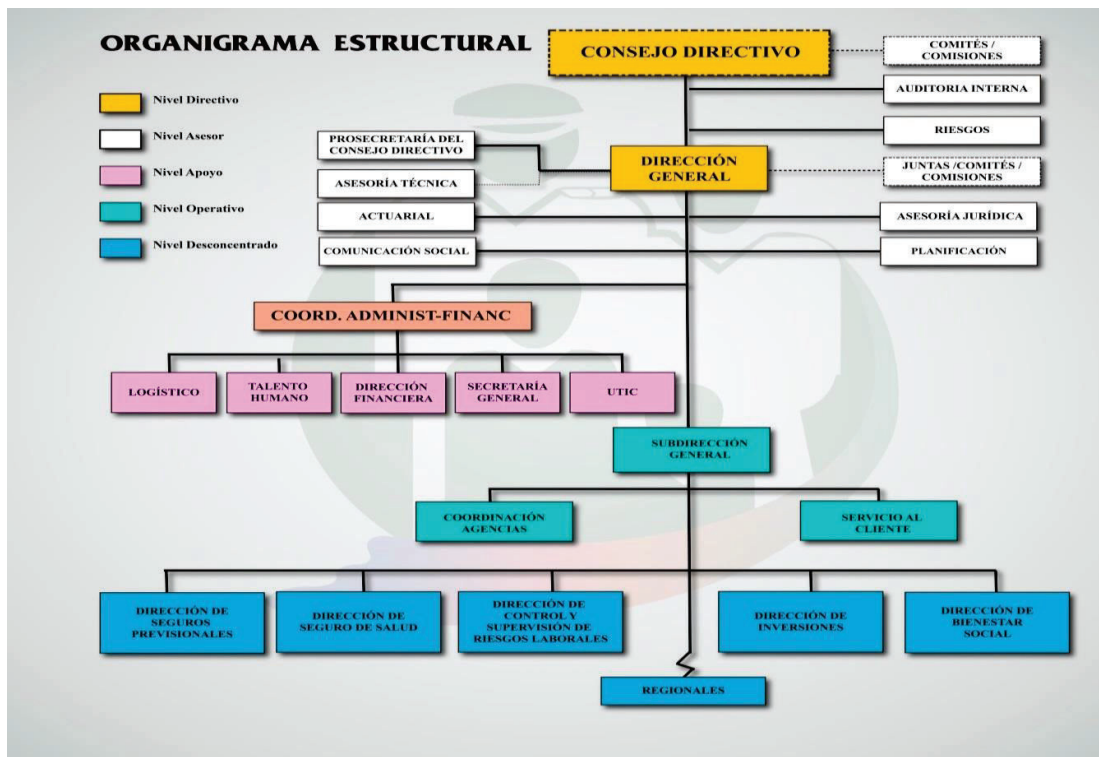 ORGANIGRAMA ESTRUCTURAL
CONSEJO DIRECTIVO
COMITÉS /
COMISIONES
Nivel Directivo
AUDITORIA INTERNA
Nivel Asesor
PROSECRETARÍA DEL
CONSEJO DIRECTIVO
RIESGOS
DIRECCIÓN
GENERAL
JUNTAS /COMITÉS /
COMISIONES
Nivel Apoyo
ASESORÍA TÉCNICA
Nivel Operativo
ACTUARIAL
ASESORÍA JURÍDICA
Nivel Desconcentrado
COMUNICACIÓN SOCIAL
PLANIFICACIÓN
COORD. ADMINIST-FINANC
LOGÍSTICO
TALENTO
HUMANO
DIRECCIÓN
FINANCIERA
SECRETARÍA
GENERAL
UTIC
SUBDIRECCIÓN
GENERAL
COORDINACIÓN
AGENCIAS
SERVICIO AL
CLIENTE
DIRECCIÓN DE
SEGUROS
PREVISIONALES
DIRECCIÓN DE
SEGURO DE SALUD
DIRECCIÓN DE
CONTROL Y
SUPERVISIÓN DE
RIESGOS LABORALES
DIRECCIÓN DE
INVERSIONES
DIRECCIÓN DE
BIENESTAR
SOCIAL
REGIONALES